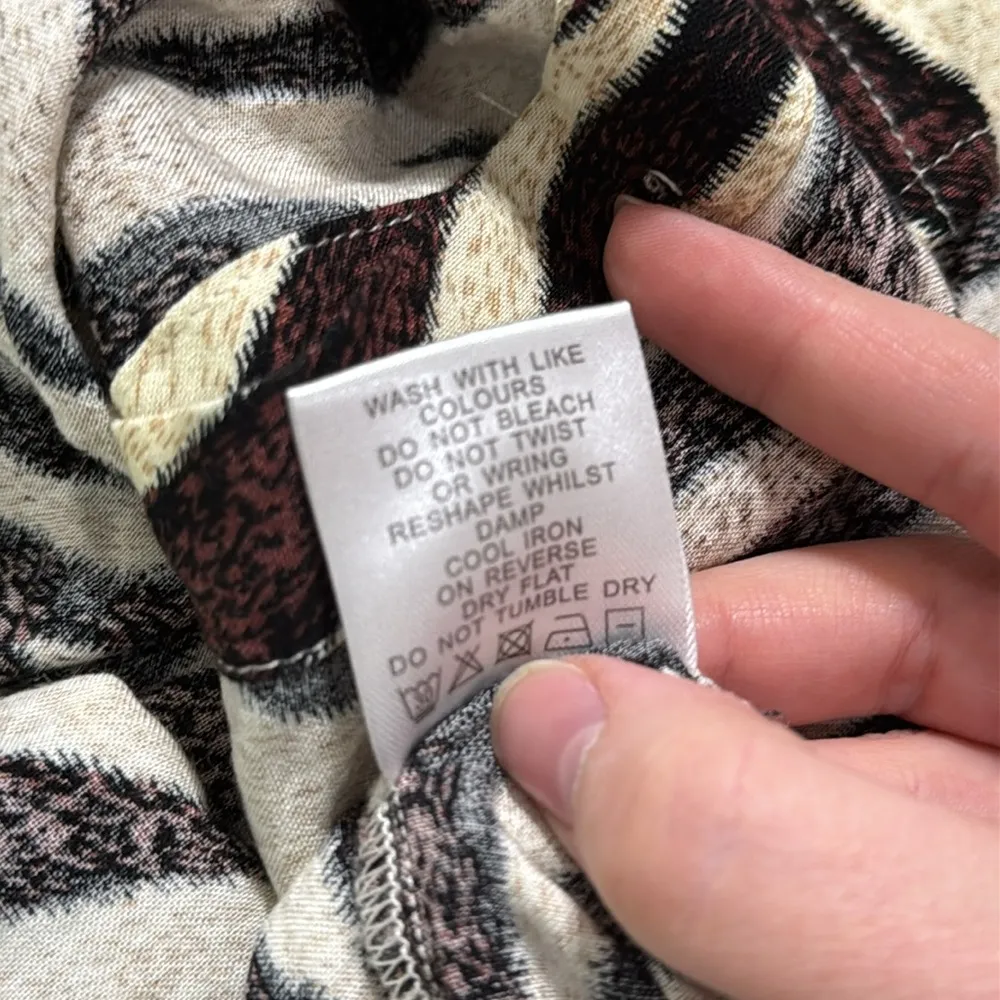 WASH WITH LIKE
COLOURS
DO NOT BLEACH
DO NOT TWIST
OR WRING
RESHAPE WHILST
DAMP
COOL IRON
ON REVERSE
DRY FLAT
DO NOT TUMBLE DRY
30